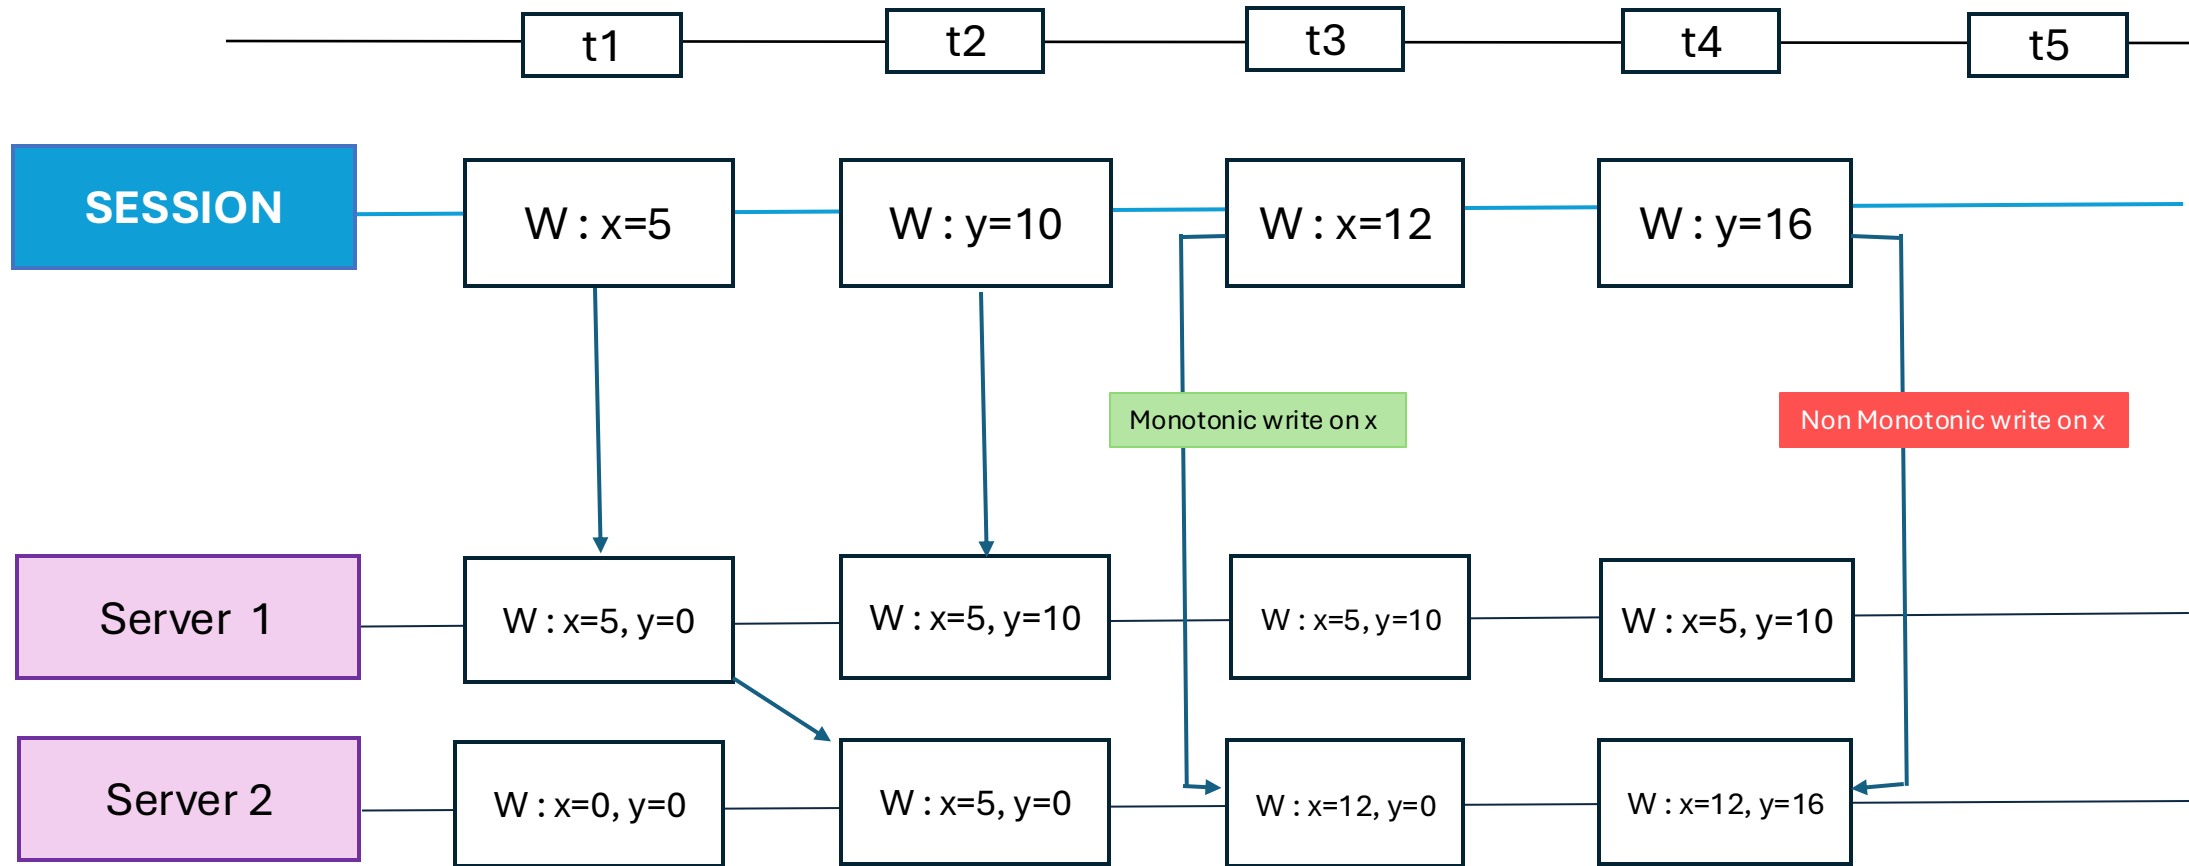 t1
t2
t3
t4
t5
SESSION
W : x=5
W : y=10
W : x=12
W : y=16
Monotonic write on x
Non Monotonic write on x
Server 1
W : x=5, y=0
W : x=5, y=10
W : x=5, y=10
W : x=5, y=10
Server 2
W : x=0, y=0
W : x=5, y=0
W : x=12, y=0
W : x=12, y=16